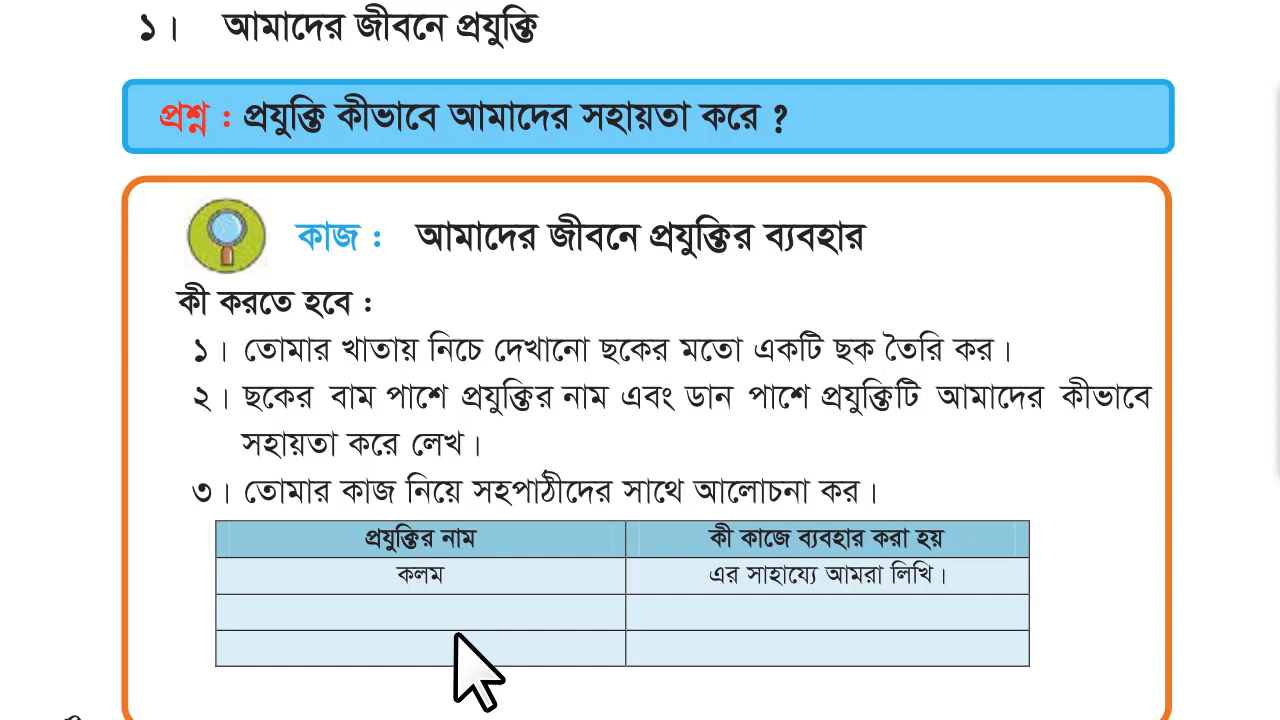 ১। আমাদের জীবনে প্রযুক্তি
প্রশ্ন : প্রযুক্তি কীভাবে আমাদের সহায়তা করে ?
কাজ : আমাদের জীবনে প্রযুক্তির ব্যবহার
কী করতে হবে :
১। তোমার খাতায় নিচে দেখানো ছকের মতো একটি ছক তৈরি কর।
২। ছকের বাম পাশে প্রযুক্তির নাম এবং ডান পাশে প্রযুক্তিটি আমাদের কীভাবে
সহায়তা করে লেখ।
৩। তোমার কাজ নিয়ে সহপাঠীদের সাথে আলোচনা কর।
প্রযুক্তির নাম কী কাজে ব্যবহার করা হয়
কলম এর সাহায্যে আমরা লিখি।